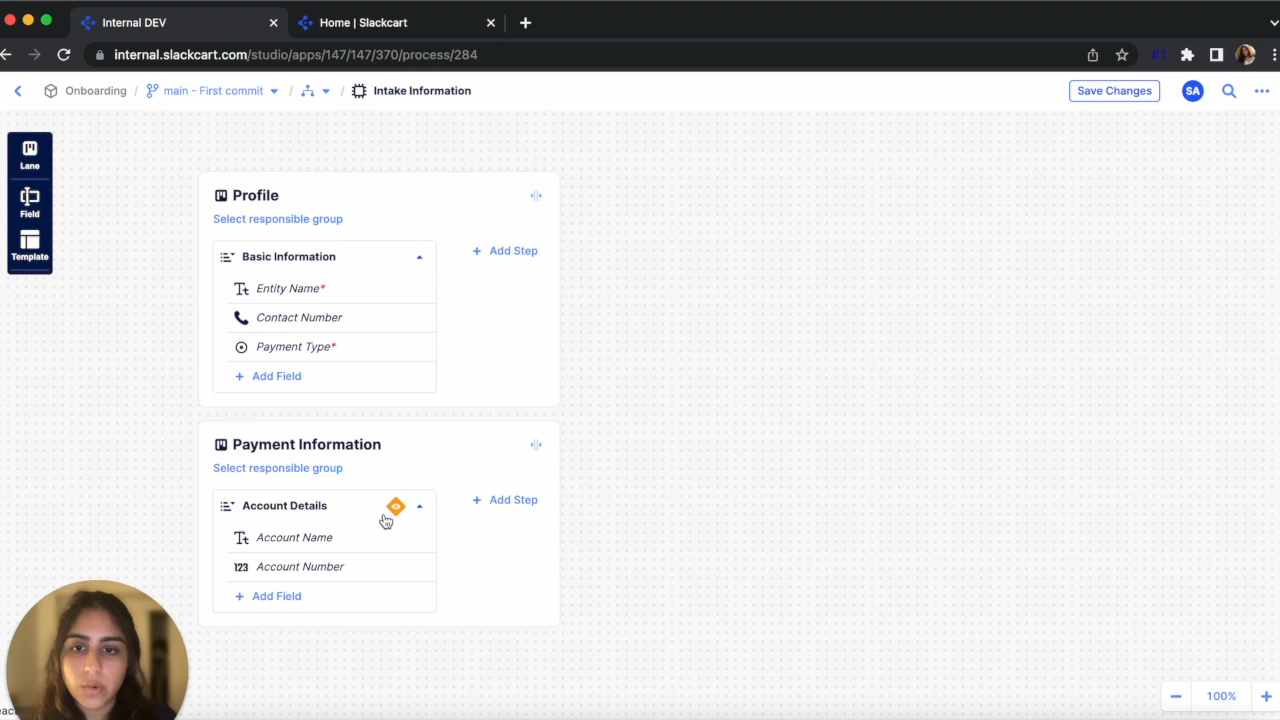 Internal DEV
Home | Slackcart
internal.slackcart.com/studio/apps/147/147/370/process/284
#1
Onboarding / main - First commit / / Intake Information
Save Changes
SA
Lane
Field
Template
Profile
Select responsible group
Basic Information
+ Add Step
Entity Name*
Contact Number
Payment Type*
+ Add Field
Payment Information
Select responsible group
Account Details
+ Add Step
Account Name
123 Account Number
+ Add Field
100%